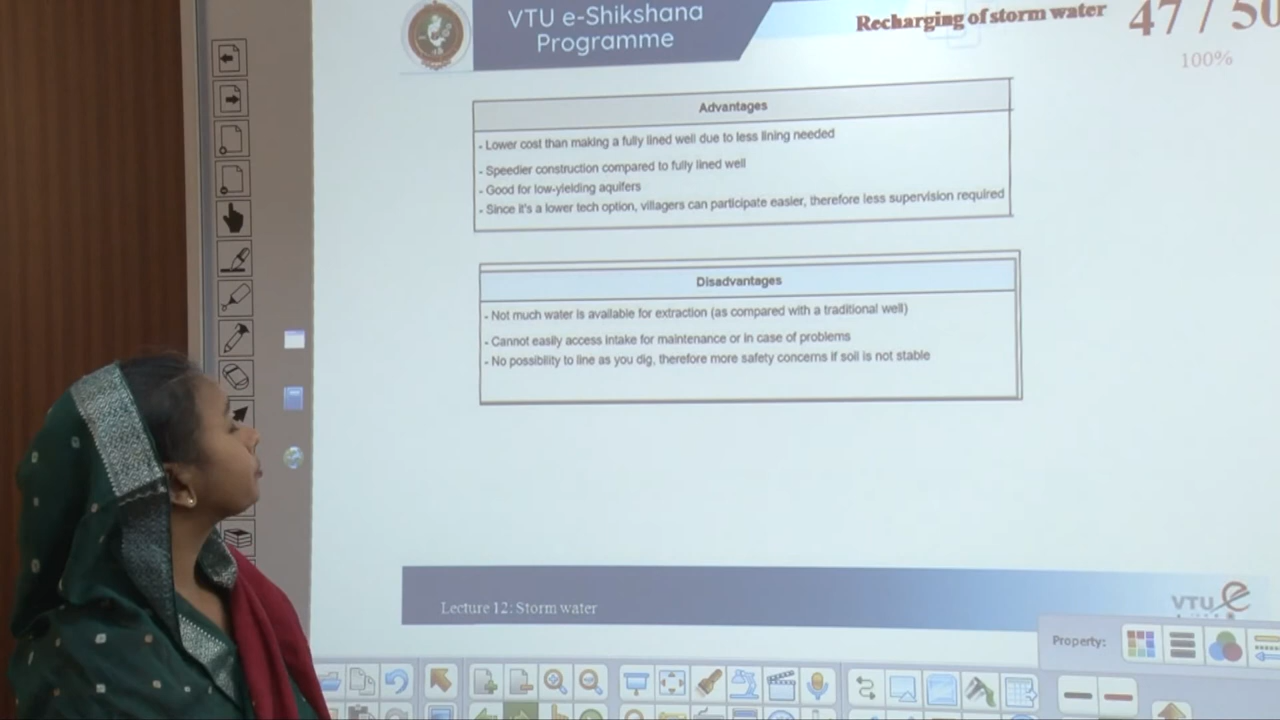 VTU e-Shikshana
Programme
Recharging of storm water
47 / 50
100%
Advantages
- Lower cost than making a fully lined well due to less lining needed
- Speedier construction compared to fully lined well
- Good for low-yielding aquifers
- Since it's a lower tech option, villagers can participate easier, therefore less supervision required
Disadvantages
- Not much water is available for extraction (as compared with a traditional well)
- Cannot easily access intake for maintenance or in case of problems
- No possibility to line as you dig, therefore more safety concerns if soil is not stable
Lecture 12: Storm water
VTU e
Property: